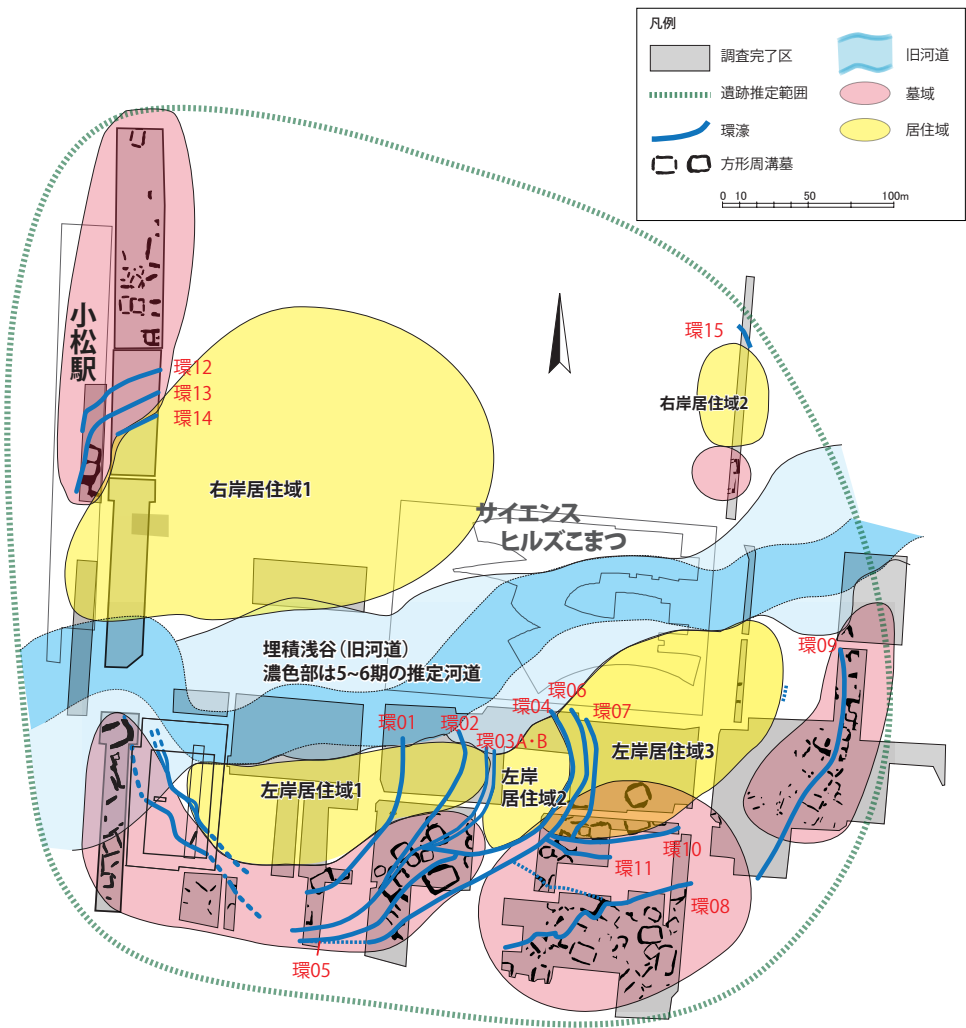 凡例
調査完了区
旧河道
遺跡推定範囲
墓域
環濠
居住域
方形周溝墓
0 10 50 100m
小松駅
環12
環13
環14
環15
右岸居住域2
右岸居住域1
サイエンス
ヒルズこまつ
埋積浅谷（旧河道）
濃色部は5~6期の推定河道
環09
環06
環04
環07
環01
環02
環03A・B
左岸居住域3
左岸
居住域2
左岸居住域1
環10
環11
環08
環05